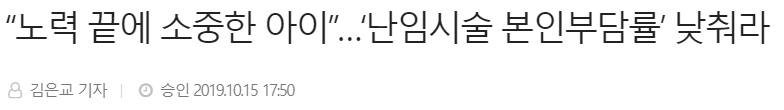 “노력 끝에 소중한 아이”…‘난임시술 본인부담률’ 낮춰라
김은교 기자 | 승인 2019.10.15 17:50